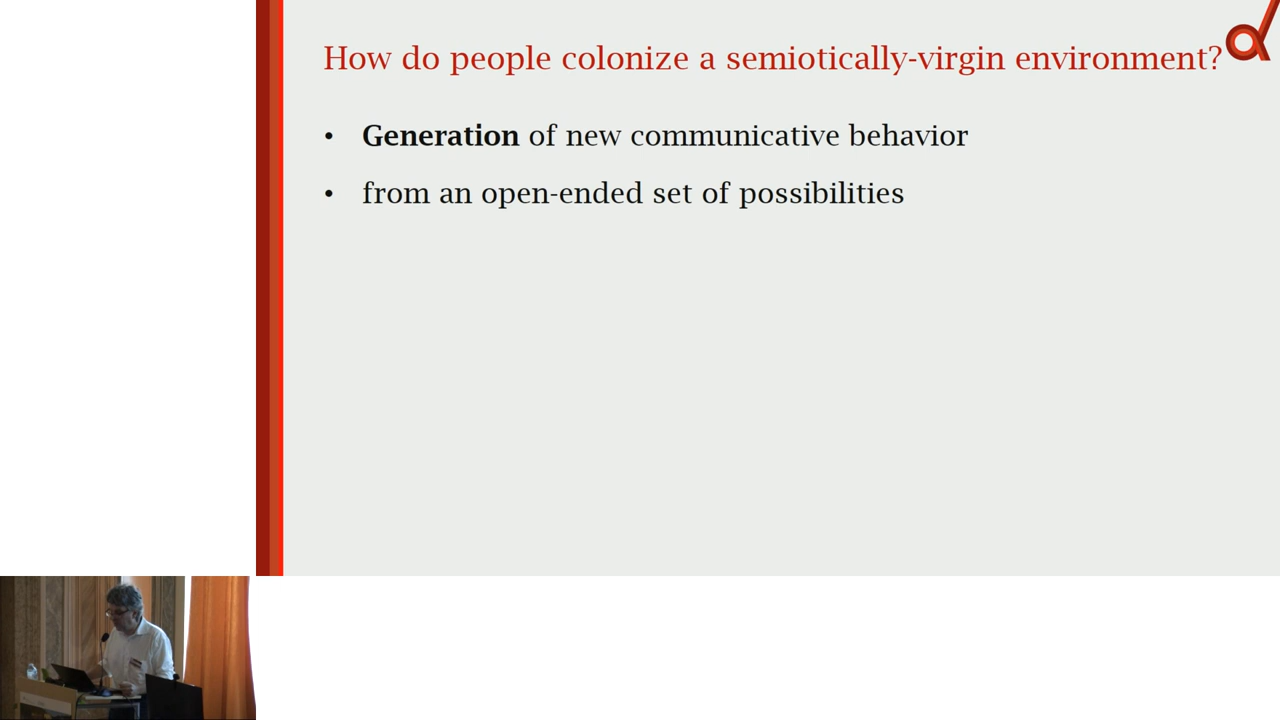 How do people colonize a semiotically-virgin environment?
• Generation of new communicative behavior
• from an open-ended set of possibilities